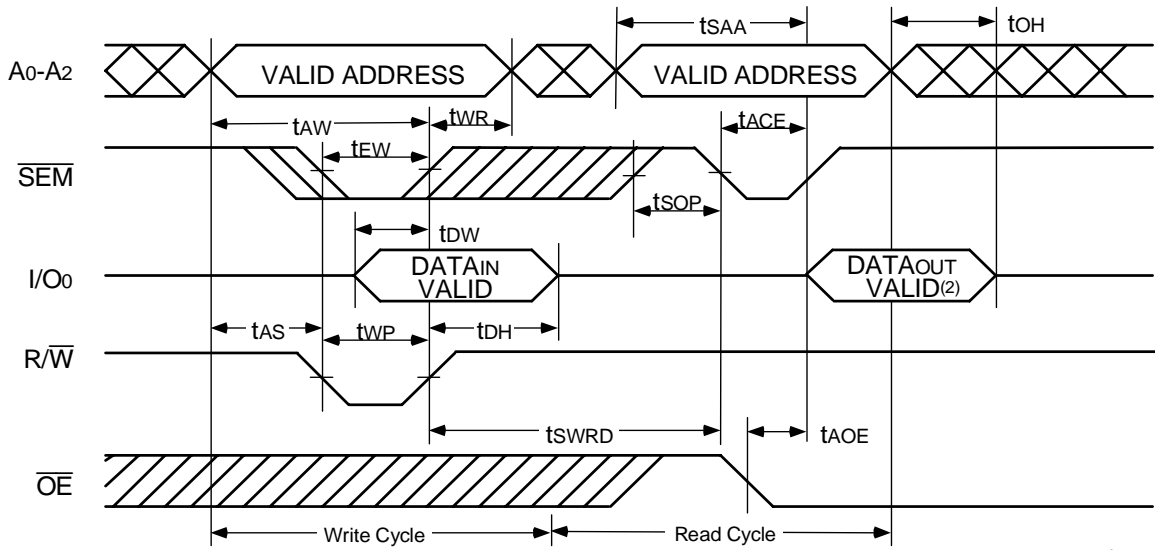 tSAA tOH
A0-A2 VALID ADDRESS VALID ADDRESS
tAW tWR tACE
tEW
SEM
tSOP
tDW
I/O0 DATAIN VALID DATAOUT VALID(2)
tAS tWP tDH
R/W
tSWRD tAOE
OE
Write Cycle Read Cycle